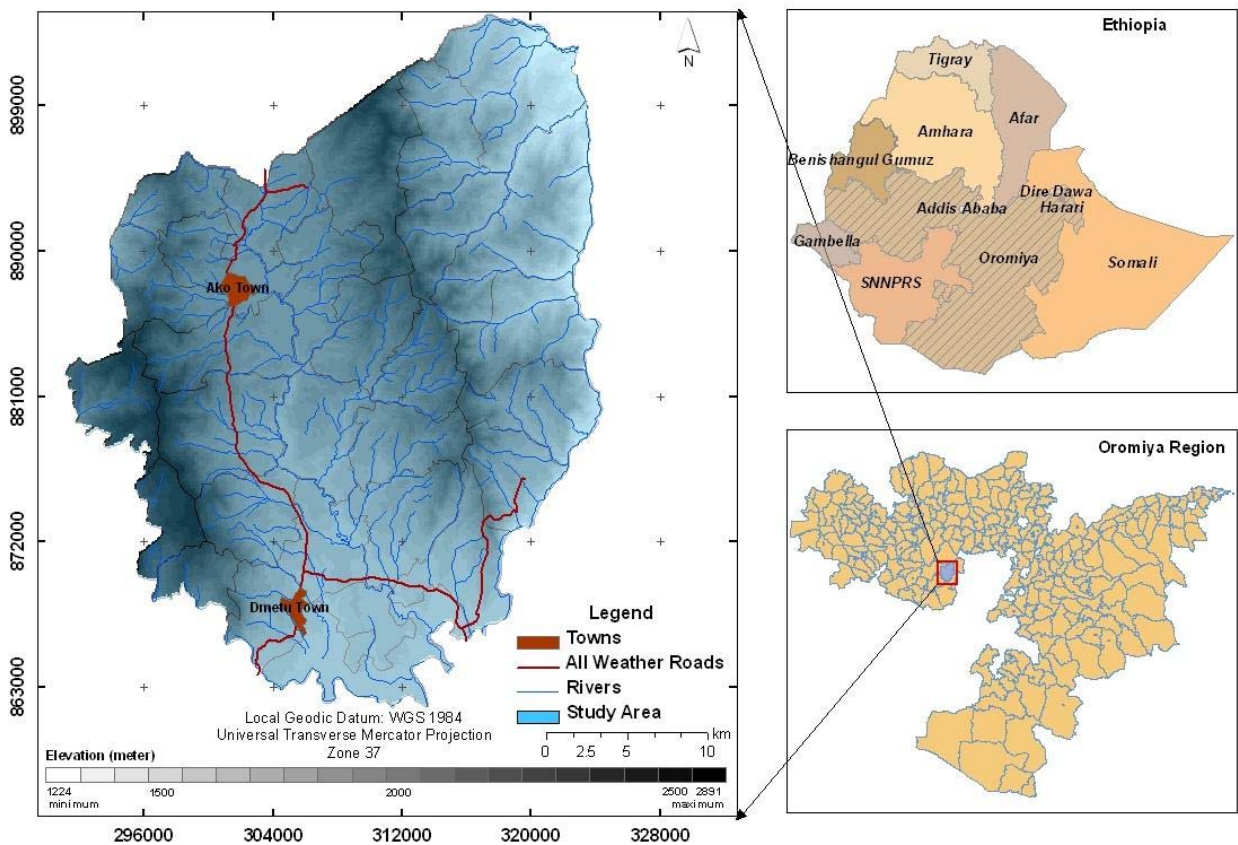 N
899000
890000
881000
872000
863000
Ako Town
Dmetu Town
Legend
Towns
All Weather Roads
Rivers
Study Area
Local Geodic Datum: WGS 1984
Universal Transverse Mercator Projection
Zone 37
km
0 2.5 5 10
Elevation (meter)
1224 1500 2000 2500 2891
minimum maximum
296000 304000 312000 320000 328000
Ethiopia
Tigray
Afar
Amhara
Benishangul Gumuz
Dire Dawa
Addis Ababa Harari
Gambella
Oromiya
Somali
SNNPRS
Oromiya Region